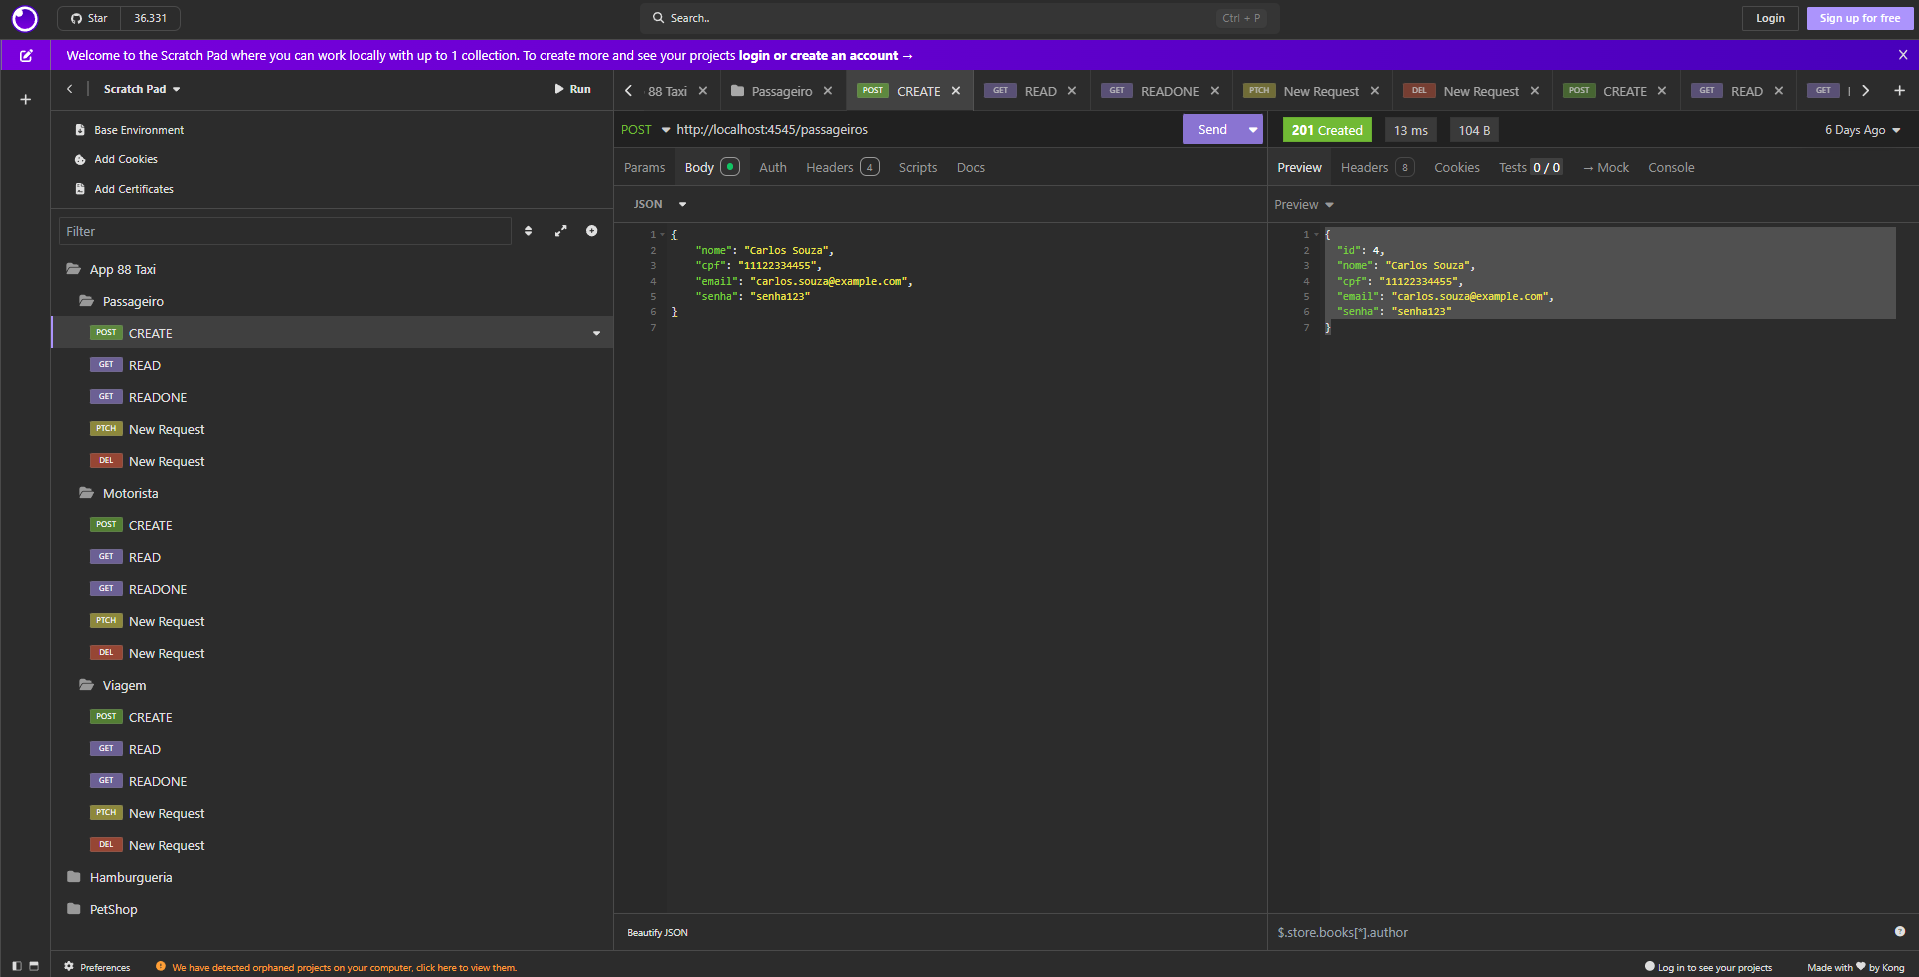 Star 36.331 Search.. Ctrl + P Login Sign up for free
Welcome to the Scratch Pad where you can work locally with up to 1 collection. To create more and see your projects login or create an account →
Scratch Pad Run
Base Environment
Add Cookies
Add Certificates
Filter
App 88 Taxi
Passageiro
POST CREATE
GET READ
GET READONE
PTCH New Request
DEL New Request
Motorista
POST CREATE
GET READ
GET READONE
PTCH New Request
DEL New Request
Viagem
POST CREATE
GET READ
GET READONE
PTCH New Request
DEL New Request
Hamburgueria
PetShop
88 Taxi Passageiro POST CREATE GET READ GET READONE PTCH New Request DEL New Request POST CREATE GET READ GET
POST http://localhost:4545/passageiros Send
Params Body Auth Headers 4 Scripts Docs
JSON
1 {
2 "nome": "Carlos Souza",
3 "cpf": "11122334455",
4 "email": "carlos.souza@example.com",
5 "senha": "senha123"
6 }
7
Beautify JSON
201 Created 13 ms 104 B 6 Days Ago
Preview Headers 8 Cookies Tests 0 / 0 → Mock Console
Preview
1 {
2 "id": 4,
3 "nome": "Carlos Souza",
4 "cpf": "11122334455",
5 "email": "carlos.souza@example.com",
6 "senha": "senha123"
7 }
$.store.books[*].author
Preferences We have detected orphaned projects on your computer, click here to view them. Log in to see your projects Made with ♥ by Kong